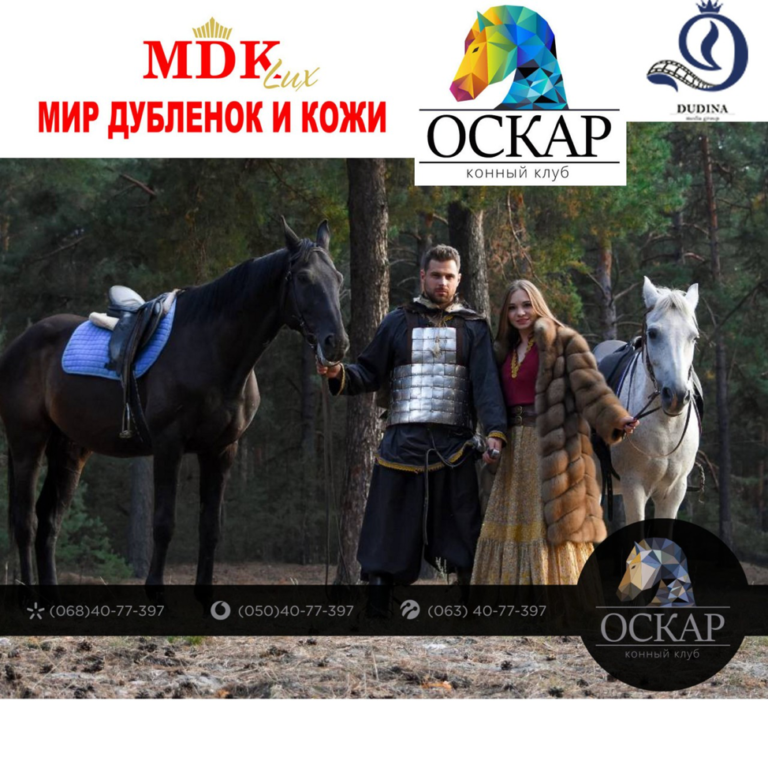 MDK
Lux
МИР ДУБЛЕНОК И КОЖИ
ОСКАР
конный клуб
DUDINA
media group
(068)40-77-397
(050)40-77-397
(063) 40-77-397
ОСКАР
конный клуб